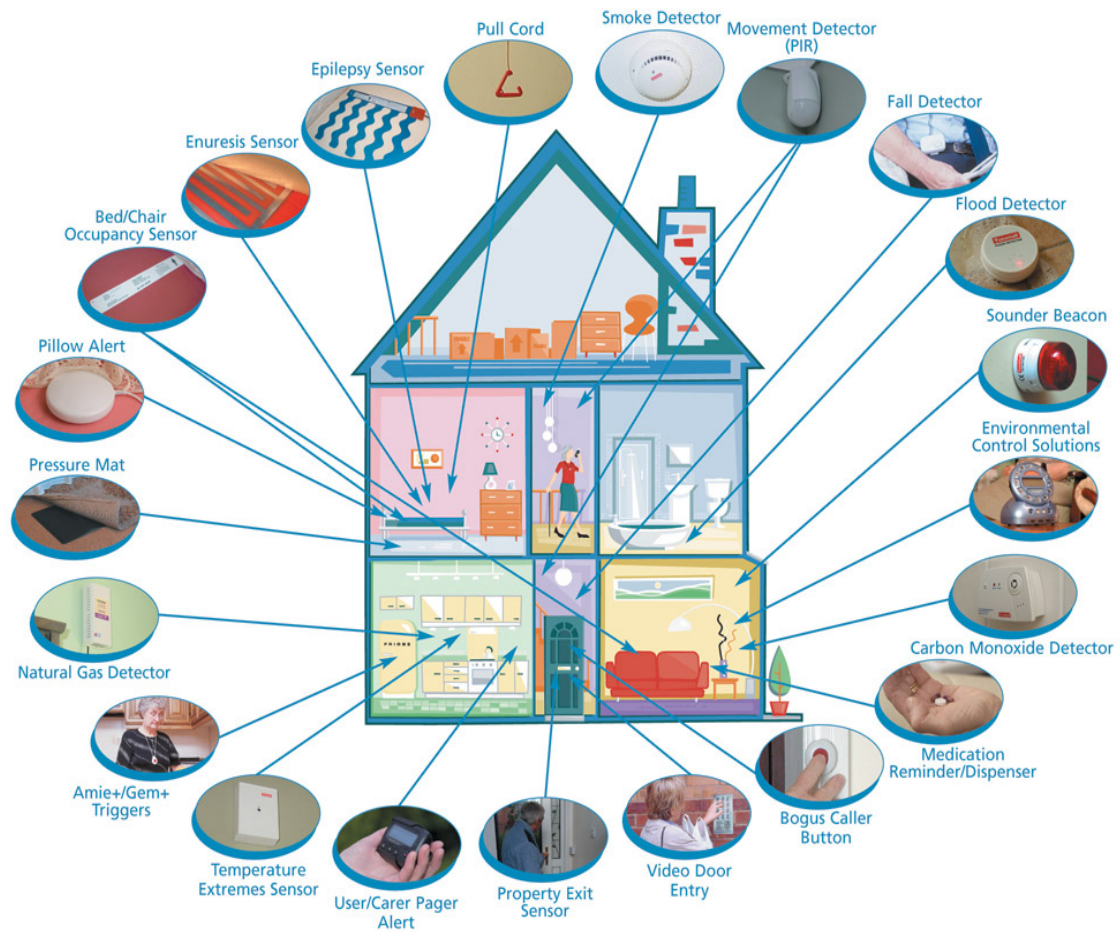 Pull Cord
Smoke Detector
Movement Detector
(PIR)
Epilepsy Sensor
Fall Detector
Enuresis Sensor
Flood Detector
Bed/Chair
Occupancy Sensor
Sounder Beacon
Pillow Alert
Environmental
Control Solutions
Pressure Mat
Natural Gas Detector
Carbon Monoxide Detector
Amie+/Gem+
Triggers
Medication
Reminder/Dispenser
Bogus Caller
Button
Temperature
Extremes Sensor
User/Carer Pager
Alert
Property Exit
Sensor
Video Door
Entry